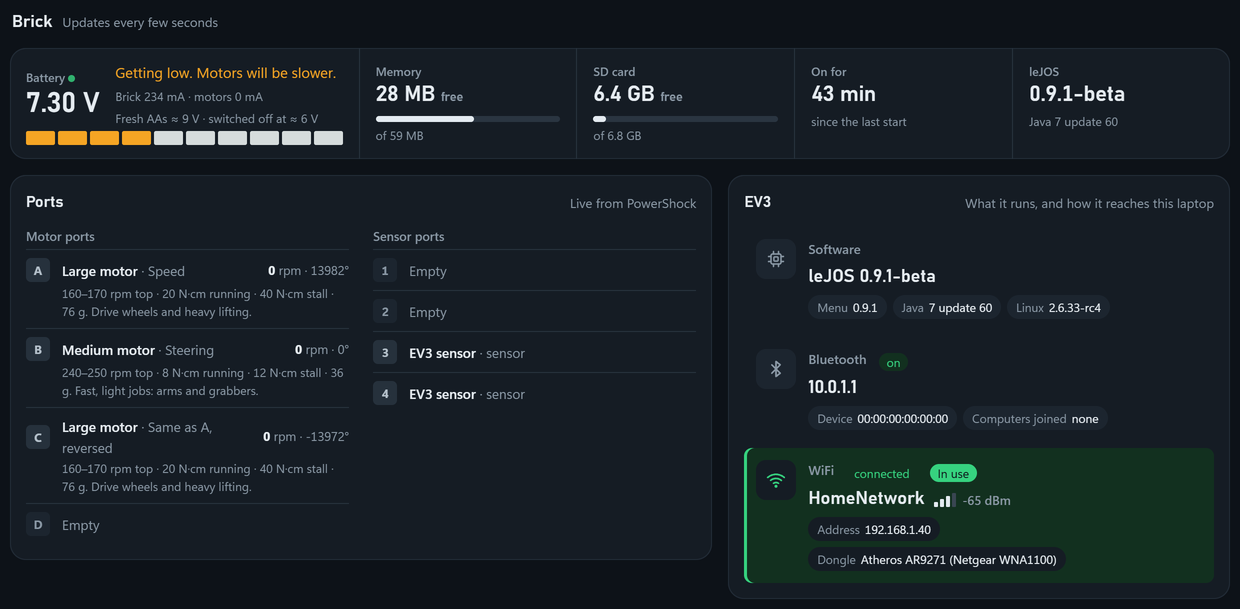 Brick Updates every few seconds
Battery
7.30 V
Getting low. Motors will be slower.
Brick 234 mA · motors 0 mA
Fresh AAs ≈ 9 V · switched off at ≈ 6 V
Memory
28 MB free
of 59 MB
SD card
6.4 GB free
of 6.8 GB
On for
43 min
since the last start
leJOS
0.9.1-beta
Java 7 update 60
Ports
Live from PowerShock
Motor ports
A Large motor · Speed 0 rpm · 13982°
160–170 rpm top · 20 N·cm running · 40 N·cm stall ·
76 g. Drive wheels and heavy lifting.
B Medium motor · Steering 0 rpm · 0°
240–250 rpm top · 8 N·cm running · 12 N·cm stall · 36
g. Fast, light jobs: arms and grabbers.
C Large motor · Same as A,
reversed
0 rpm · -13972°
160–170 rpm top · 20 N·cm running · 40 N·cm stall ·
76 g. Drive wheels and heavy lifting.
D Empty
Sensor ports
1 Empty
2 Empty
3 EV3 sensor · sensor
4 EV3 sensor · sensor
EV3
What it runs, and how it reaches this laptop
Software
leJOS 0.9.1-beta
Menu 0.9.1 Java 7 update 60 Linux 2.6.33-rc4
Bluetooth on
10.0.1.1
Device 00:00:00:00:00:00 Computers joined none
WiFi connected In use
HomeNetwork -65 dBm
Address 192.168.1.40
Dongle Atheros AR9271 (Netgear WNA1100)